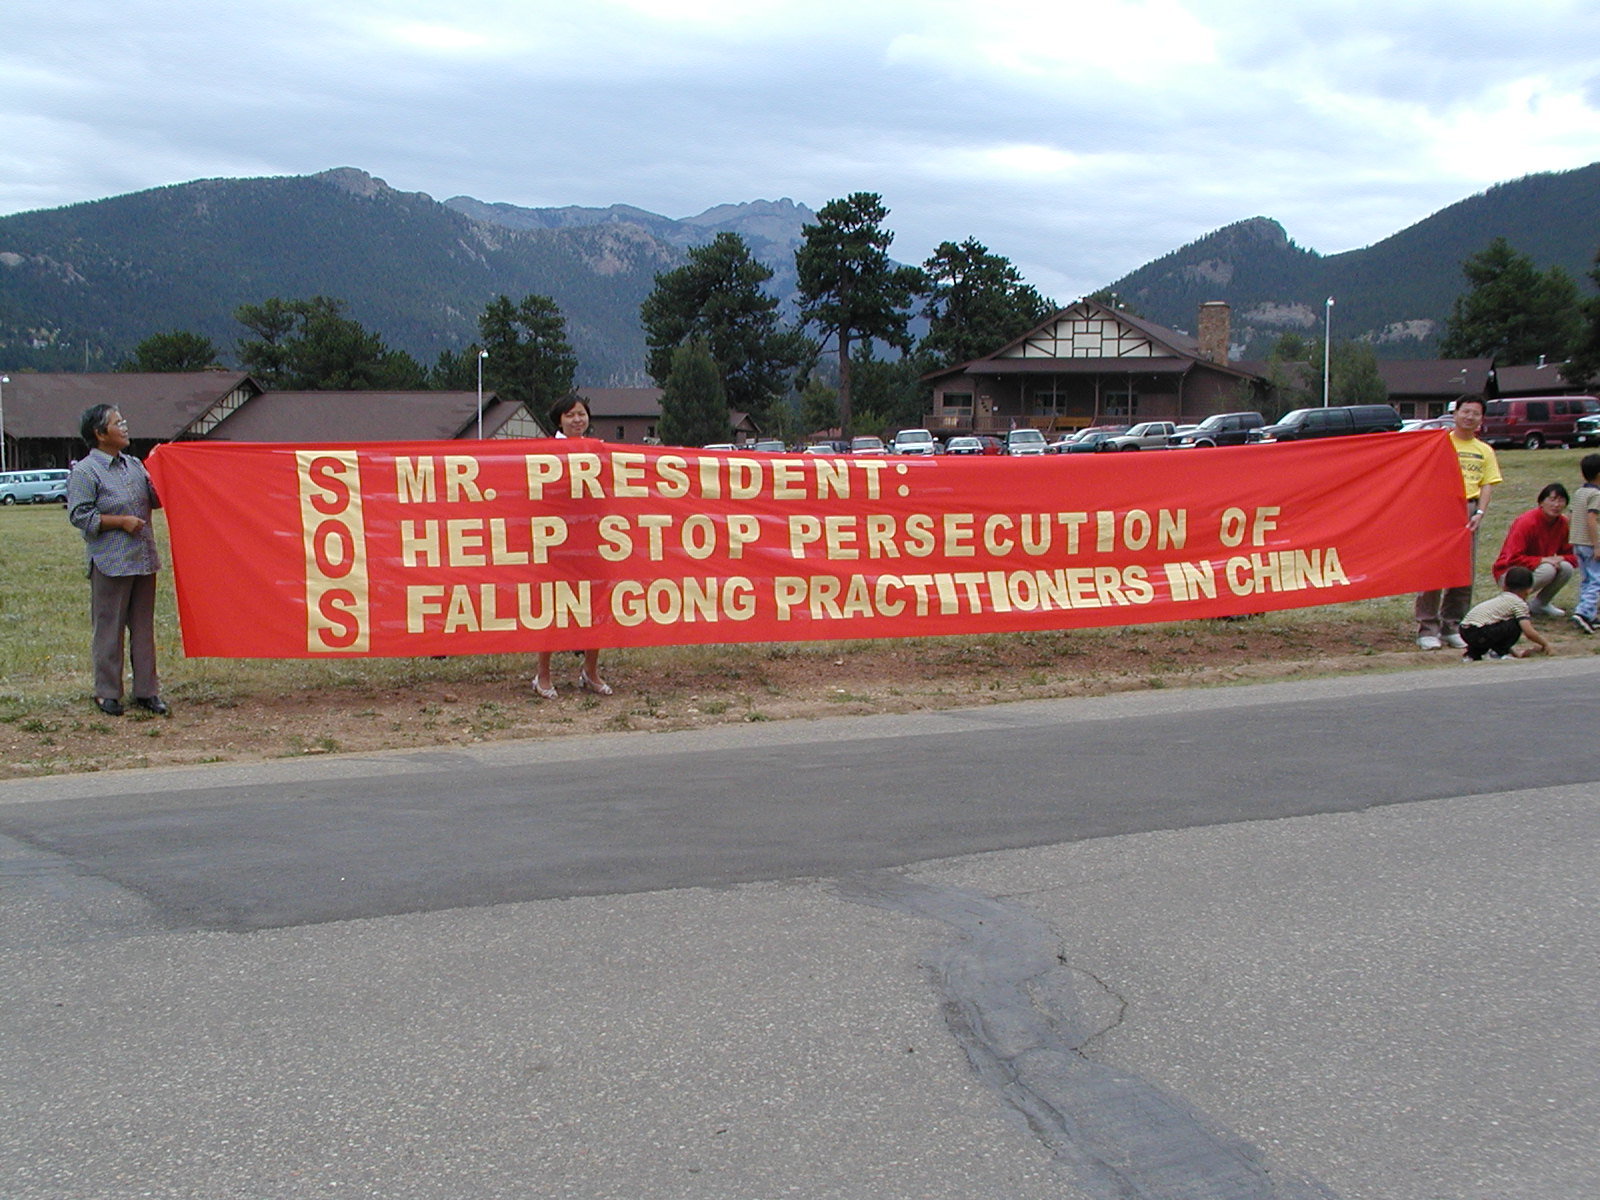 SOS
MR. PRESIDENT:
HELP STOP PERSECUTION OF
FALUN GONG PRACTITIONERS IN CHINA